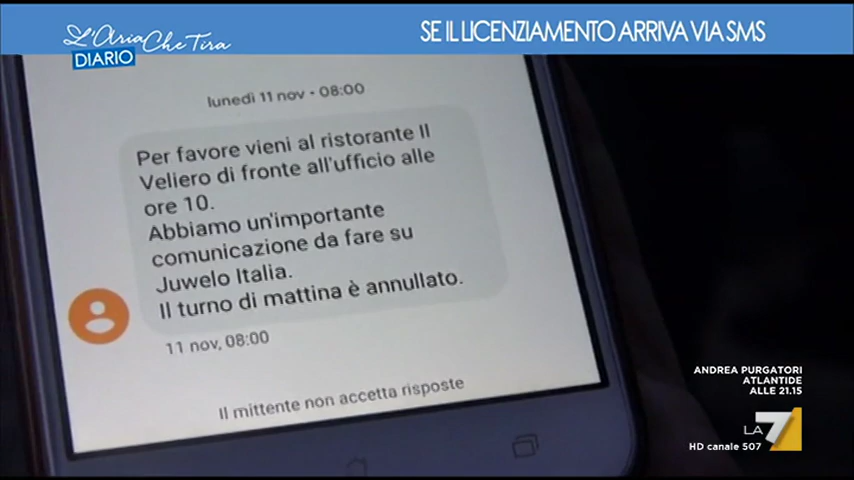 L'Aria Che Tira
DIARIO
SE IL LICENZIAMENTO ARRIVA VIA SMS
lunedì 11 nov - 08:00
Per favore vieni al ristorante Il
Veliero di fronte all'ufficio alle
ore 10.
Abbiamo un'importante
comunicazione da fare su
Juwelo Italia.
Il turno di mattina è annullato.
11 nov, 08:00
Il mittente non accetta risposte
ANDREA PURGATORI
ATLANTIDE
ALLE 21.15
LA7
HD canale 507